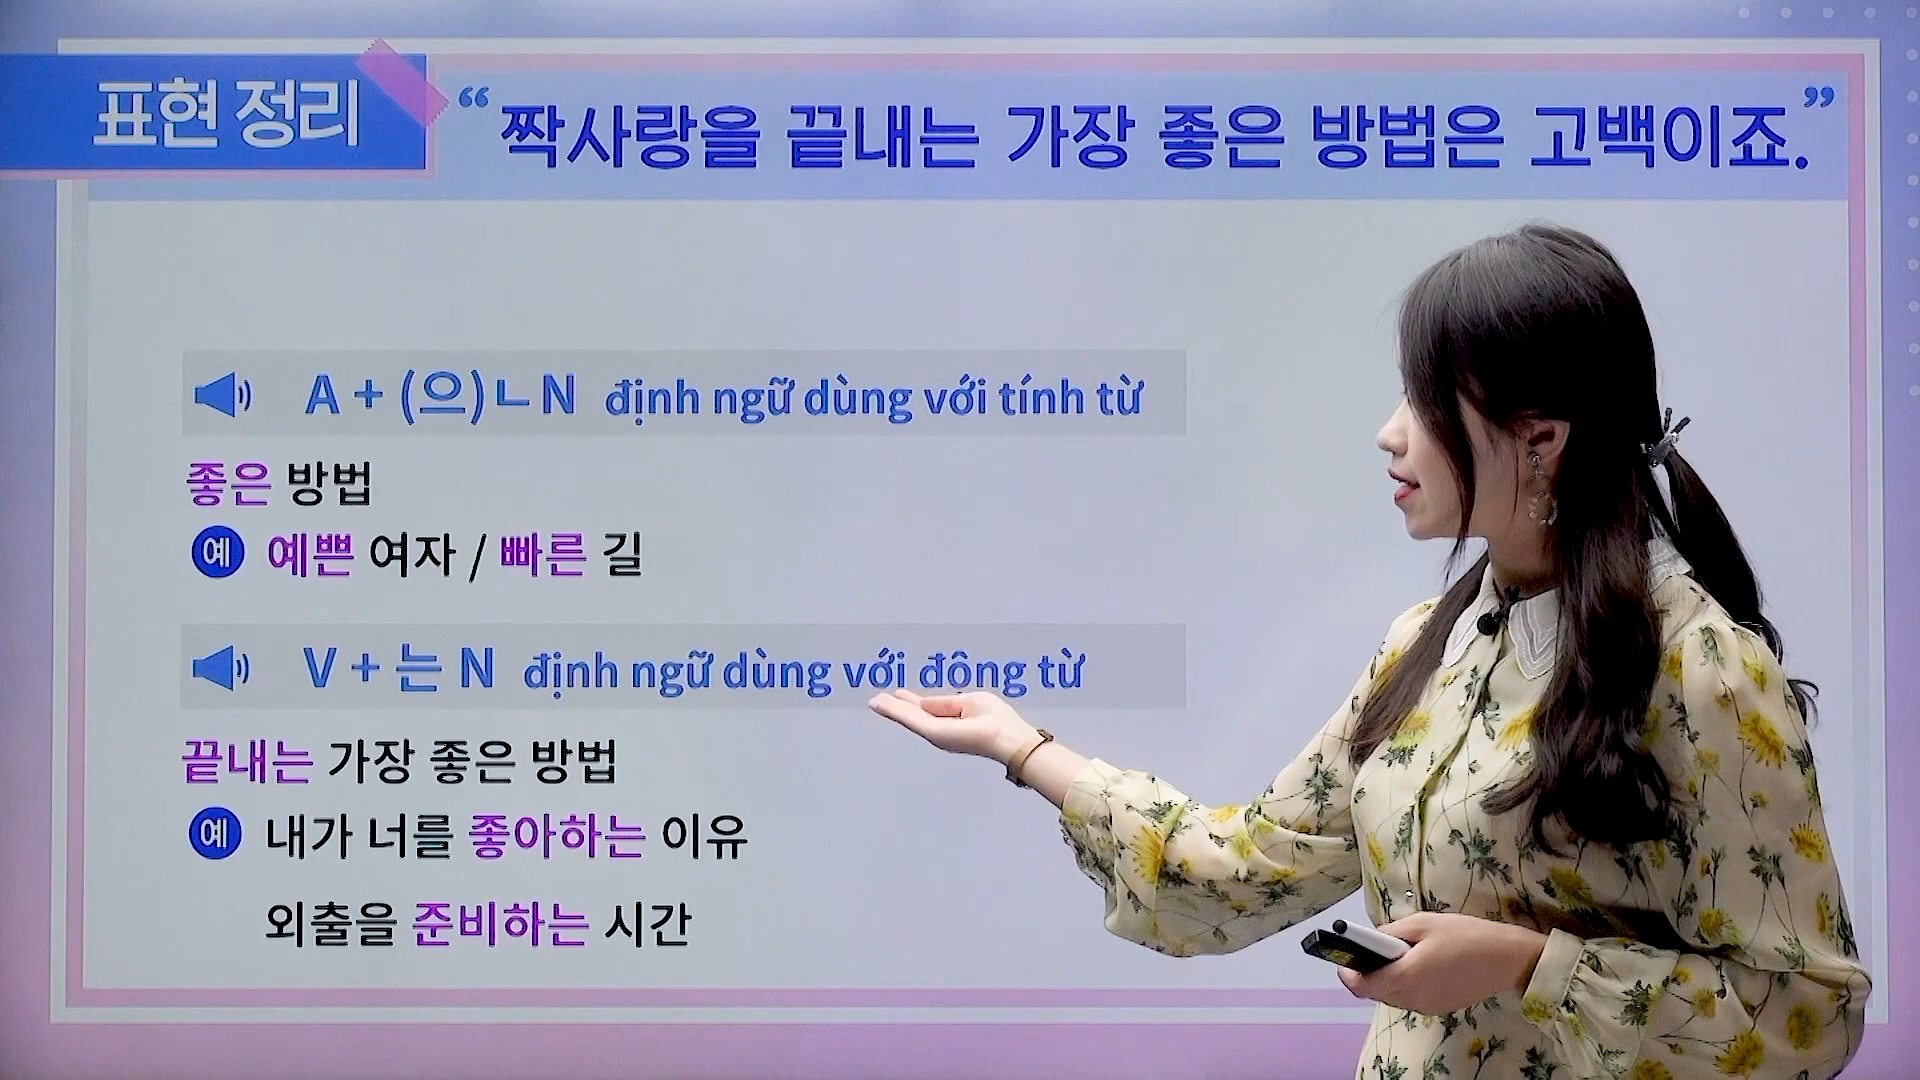 표현 정리
“짝사랑을 끝내는 가장 좋은 방법은 고백이죠.”
A + (으)ㄴ N định ngữ dùng với tính từ
좋은 방법
예 예쁜 여자 / 빠른 길
V + 는 N định ngữ dùng với động từ
끝내는 가장 좋은 방법
예 내가 너를 좋아하는 이유
외출을 준비하는 시간